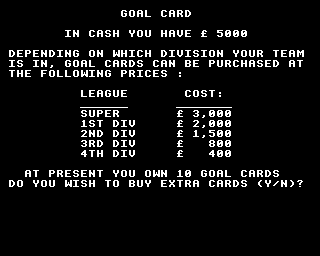 GOAL CARD
IN CASH YOU HAVE £ 5000
DEPENDING ON WHICH DIVISION YOUR TEAM
IS IN, GOAL CARDS CAN BE PURCHASED AT
THE FOLLOWING PRICES :
LEAGUE COST:
SUPER £ 3,000
1ST DIV £ 2,000
2ND DIV £ 1,500
3RD DIV £ 800
4TH DIV £ 400
AT PRESENT YOU OWN 10 GOAL CARDS
DO YOU WISH TO BUY EXTRA CARDS (Y/N)?